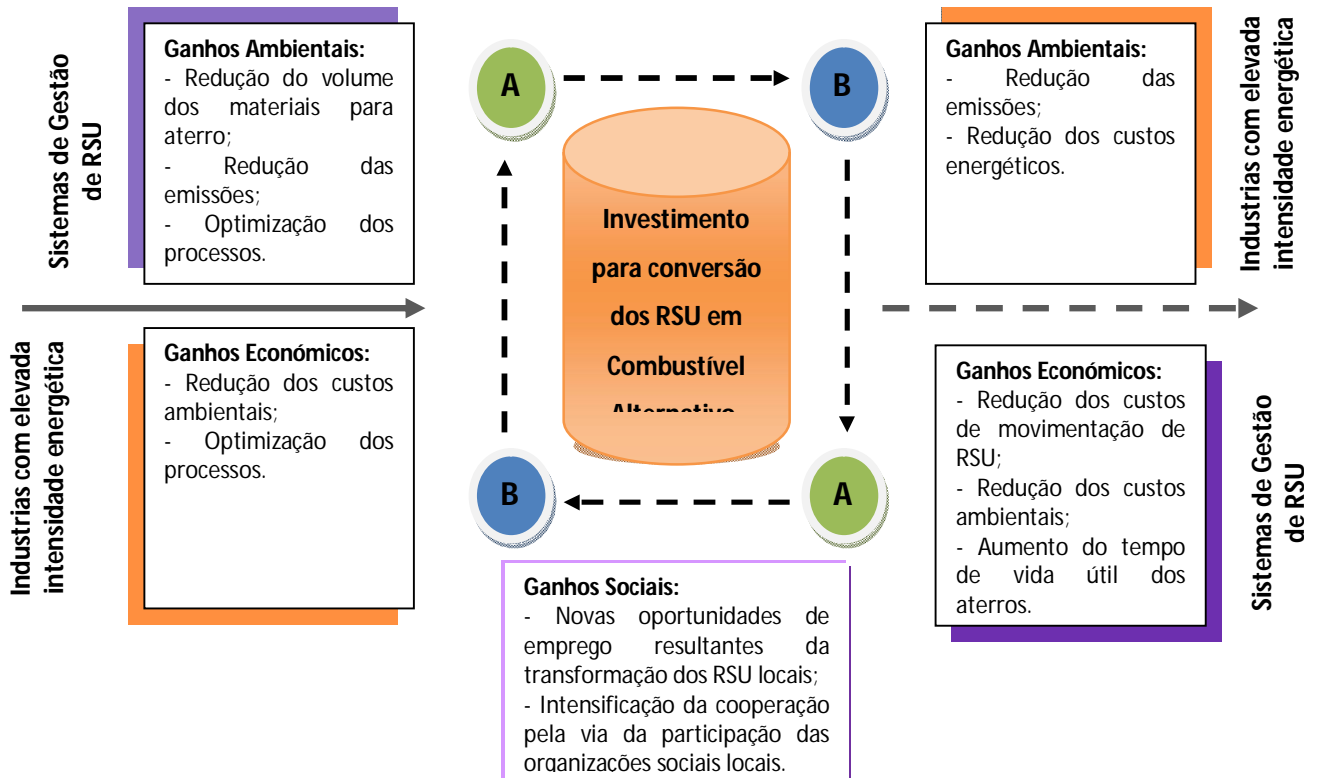 Sistemas de Gestão
de RSU
Ganhos Ambientais:
- Redução do volume
dos materiais para
aterro;
- Redução das
emissões;
- Optimização dos
processos.
A
B
Ganhos Ambientais:
- Redução das
emissões;
- Redução dos custos
energéticos.
Industrias com elevada
intensidade energética
Investimento
para conversão
dos RSU em
Combustível
Alternativo
Industrias com elevada
intensidade energética
Ganhos Económicos:
- Redução dos custos
ambientais;
- Optimização dos
processos.
B
A
Ganhos Económicos:
- Redução dos custos
de movimentação de
RSU;
- Redução dos custos
ambientais;
- Aumento do tempo
de vida útil dos
aterros.
Sistemas de Gestão
de RSU
Ganhos Sociais:
- Novas oportunidades de
emprego resultantes da
transformação dos RSU locais;
- Intensificação da cooperação
pela via da participação das
organizações sociais locais.